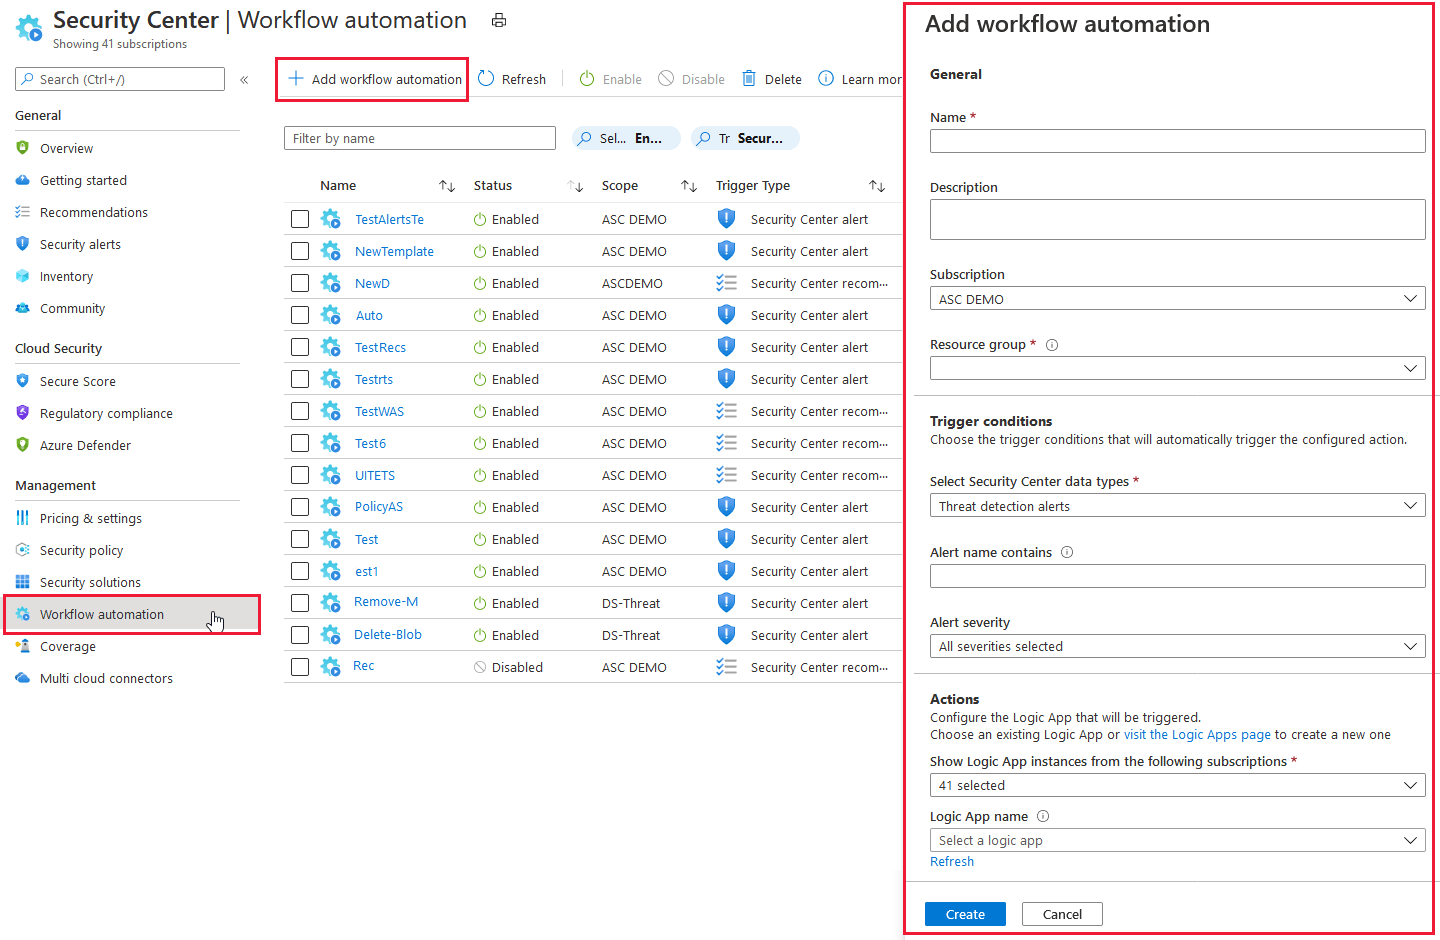 Security Center | Workflow automation
Showing 41 subscriptions
Search (Ctrl+/)
«
General
Overview
Getting started
Recommendations
Security alerts
Inventory
Community
Cloud Security
Secure Score
Regulatory compliance
Azure Defender
Management
Pricing & settings
Security policy
Security solutions
Workflow automation
Coverage
Multi cloud connectors
Add workflow automation Refresh Enable Disable Delete Learn mor
Filter by name Sel... En... Tr Secur...
Name Status Scope Trigger Type
TestAlertsTe Enabled ASC DEMO Security Center alert
NewTemplate Enabled ASC DEMO Security Center alert
NewD Enabled ASCDEMO Security Center recom...
Auto Enabled ASC DEMO Security Center alert
TestRecs Enabled ASC DEMO Security Center alert
Testrts Enabled ASC DEMO Security Center alert
TestWAS Enabled ASC DEMO Security Center recom...
Test6 Enabled ASC DEMO Security Center recom...
UITETS Enabled ASC DEMO Security Center recom...
PolicyAS Enabled ASC DEMO Security Center alert
Test Enabled ASC DEMO Security Center alert
est1 Enabled ASC DEMO Security Center alert
Remove-M Enabled DS-Threat Security Center alert
Delete-Blob Enabled DS-Threat Security Center alert
Rec Disabled ASC DEMO Security Center recom...
Add workflow automation
General
Name *
Description
Subscription
ASC DEMO
Resource group *
Trigger conditions
Choose the trigger conditions that will automatically trigger the configured action.
Select Security Center data types *
Threat detection alerts
Alert name contains
Alert severity
All severities selected
Actions
Configure the Logic App that will be triggered.
Choose an existing Logic App or visit the Logic Apps page to create a new one
Show Logic App instances from the following subscriptions *
41 selected
Logic App name
Select a logic app
Refresh
Create Cancel